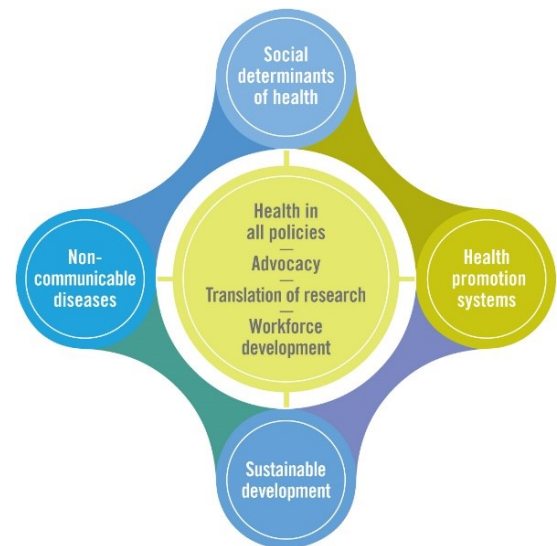 Social
determinants
of health
Health in
all policies
Advocacy
Translation of research
Workforce
development
Non-
communicable
diseases
Health
promotion
systems
Sustainable
development